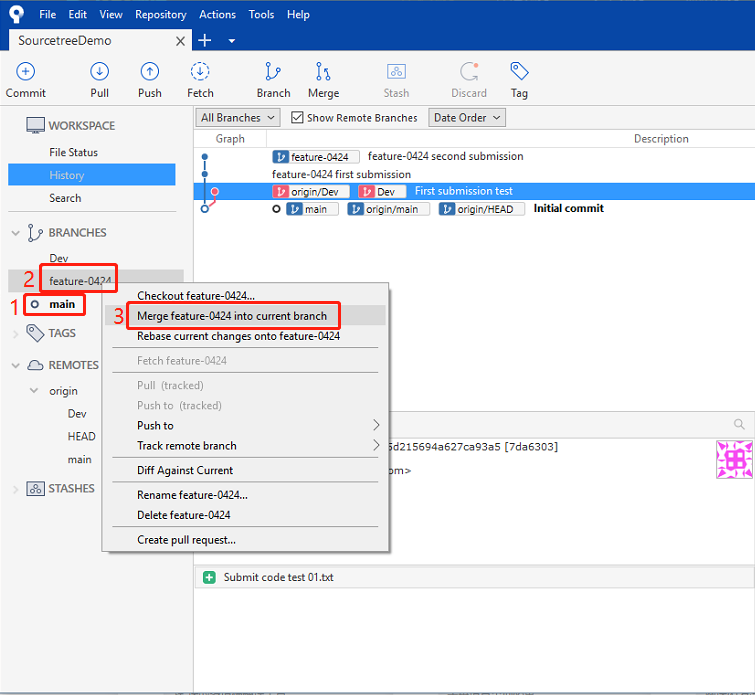 File Edit View Repository Actions Tools Help
SourcetreeDemo
Commit Pull Push Fetch Branch Merge Stash Discard Tag
All Branches Show Remote Branches Date Order
Graph Description
feature-0424 feature-0424 second submission
feature-0424 first submission
origin/Dev Dev First submission test
main origin/main origin/HEAD Initial commit
WORKSPACE
File Status
History
Search
BRANCHES
Dev
2 feature-0424
1 main
TAGS
REMOTES
origin
Dev
HEAD
main
STASHES
Checkout feature-0424...
3 Merge feature-0424 into current branch
Rebase current changes onto feature-0424
Fetch feature-0424
Pull (tracked)
Push to (tracked)
Push to
Track remote branch
Diff Against Current
Rename feature-0424...
Delete feature-0424
Create pull request...
d215694a627ca93a5 [7da6303]
om>
Submit code test 01.txt